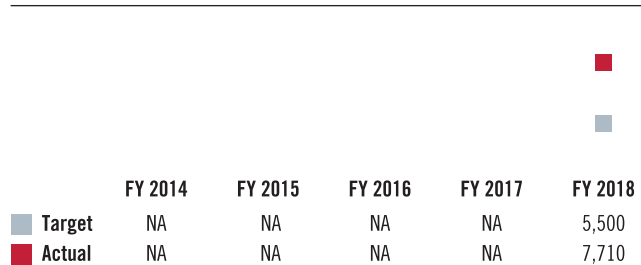 FY 2014 FY 2015 FY 2016 FY 2017 FY 2018
Target NA NA NA NA 5,500
Actual NA NA NA NA 7,710